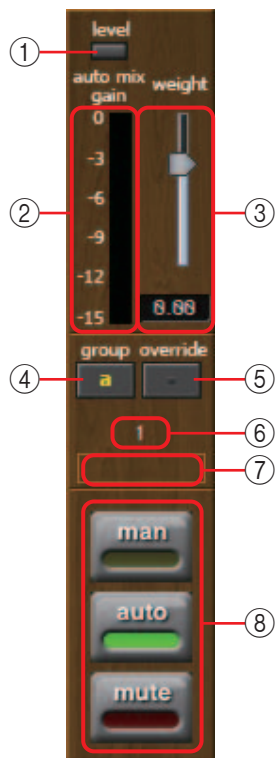 level
①
auto mix gain weight
0
-3
②
③
-6
-9
-12
-15
0.00
group override
④
a
-
⑤
1
⑥
⑦
man
auto
⑧
mute